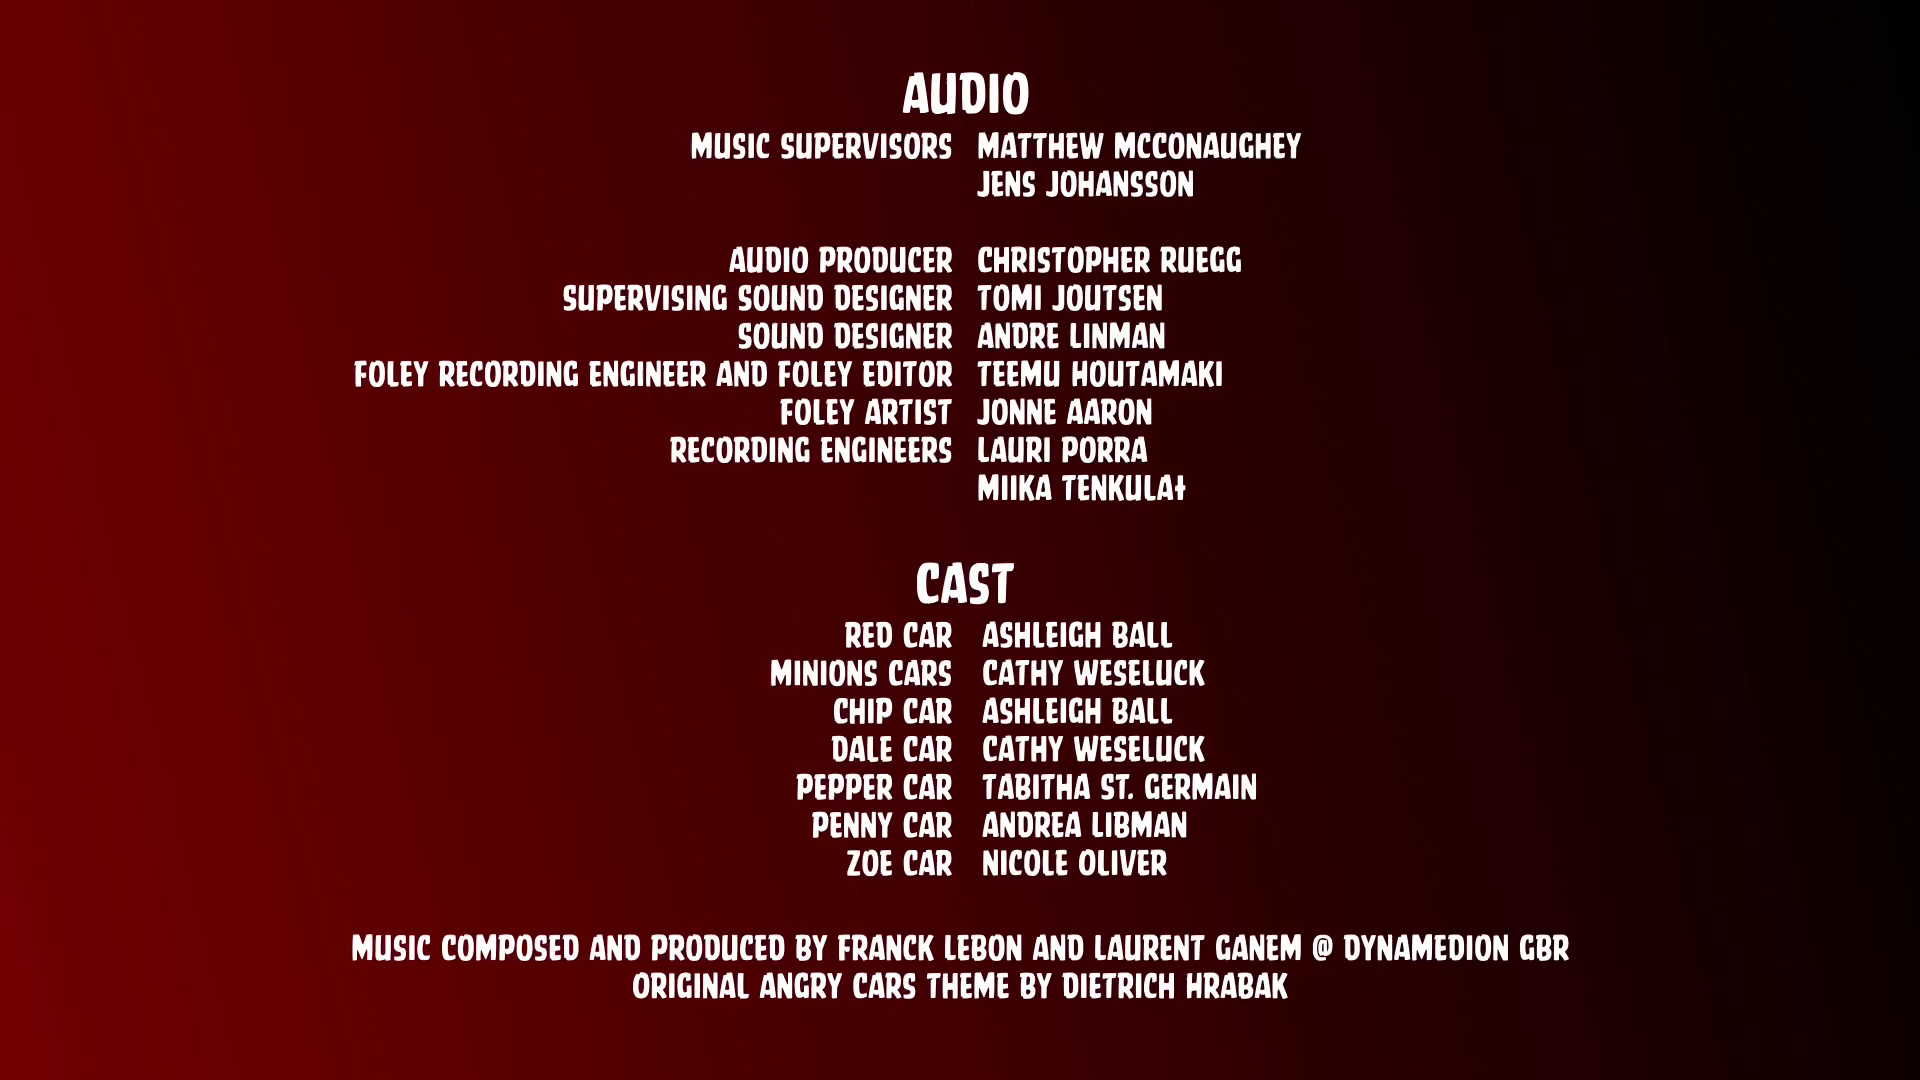 AUDIO
MUSIC SUPERVISORS MATTHEW MCCONAUGHEY
JENS JOHANSSON
AUDIO PRODUCER CHRISTOPHER RUEGG
SUPERVISING SOUND DESIGNER TOMI JOUTSEN
SOUND DESIGNER ANDRE LINMAN
FOLEY RECORDING ENGINEER AND FOLEY EDITOR TEEMU HOUTAMAKI
FOLEY ARTIST JONNE AARON
RECORDING ENGINEERS LAURI PORRA
MIIKA TENKULA†
CAST
RED CAR ASHLEIGH BALL
MINIONS CARS CATHY WESELUCK
CHIP CAR ASHLEIGH BALL
DALE CAR CATHY WESELUCK
PEPPER CAR TABITHA ST. GERMAIN
PENNY CAR ANDREA LIBMAN
ZOE CAR NICOLE OLIVER
MUSIC COMPOSED AND PRODUCED BY FRANCK LEBON AND LAURENT GANEM @ DYNAMEDION GBR
ORIGINAL ANGRY CARS THEME BY DIETRICH HRABAK